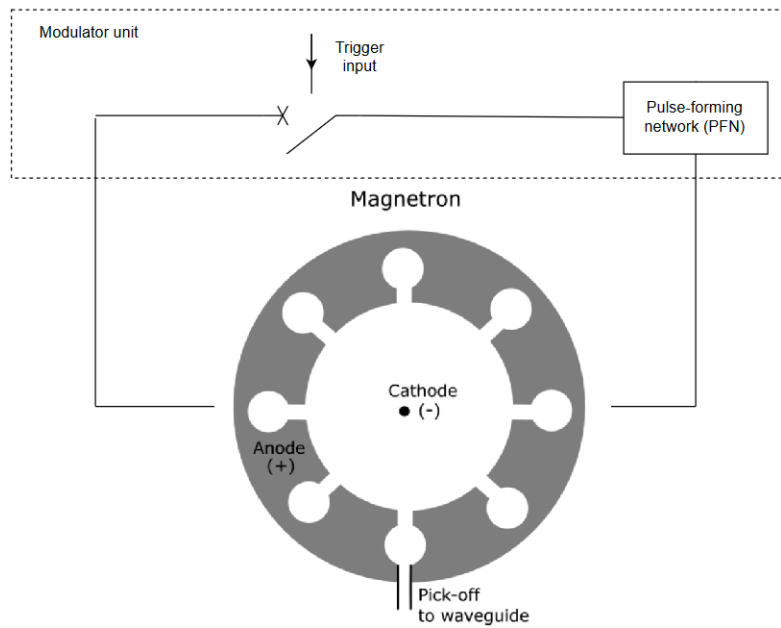 Modulator unit
Trigger
input
Pulse-forming
network (PFN)
Magnetron
Cathode
(-)
Anode
(+)
Pick-off
to waveguide